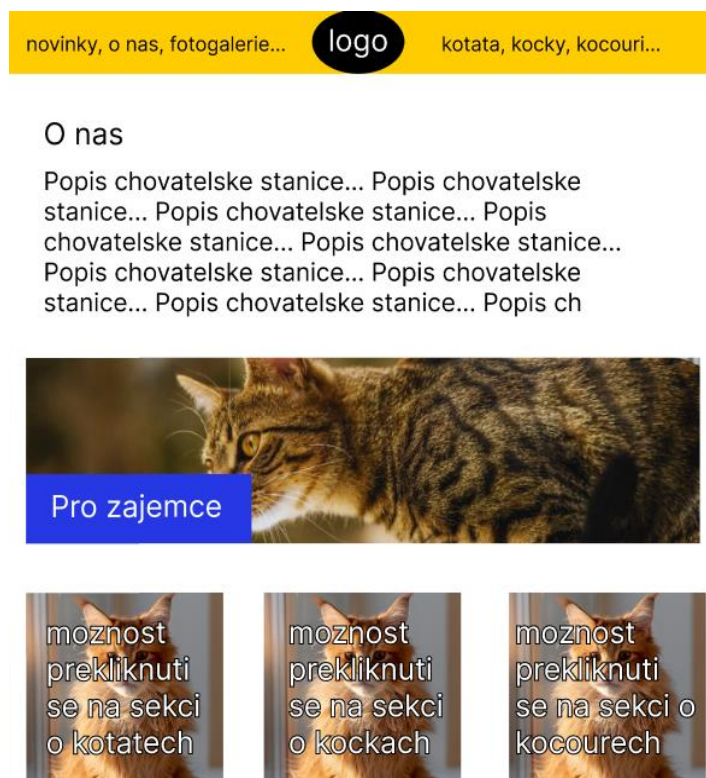 novinky, o nas, fotogalerie...
logo
kotata, kocky, kocouri...
O nas
Popis chovatelske stanice... Popis chovatelske
stanice... Popis chovatelske stanice... Popis
chovatelske stanice... Popis chovatelske stanice...
Popis chovatelske stanice... Popis chovatelske
stanice... Popis chovatelske stanice... Popis ch
Pro zajemce
moznost
prekliknuti
se na sekci
o kotatech
moznost
prekliknuti
se na sekci
o kockach
moznost
prekliknuti
se na sekci o
kocourech